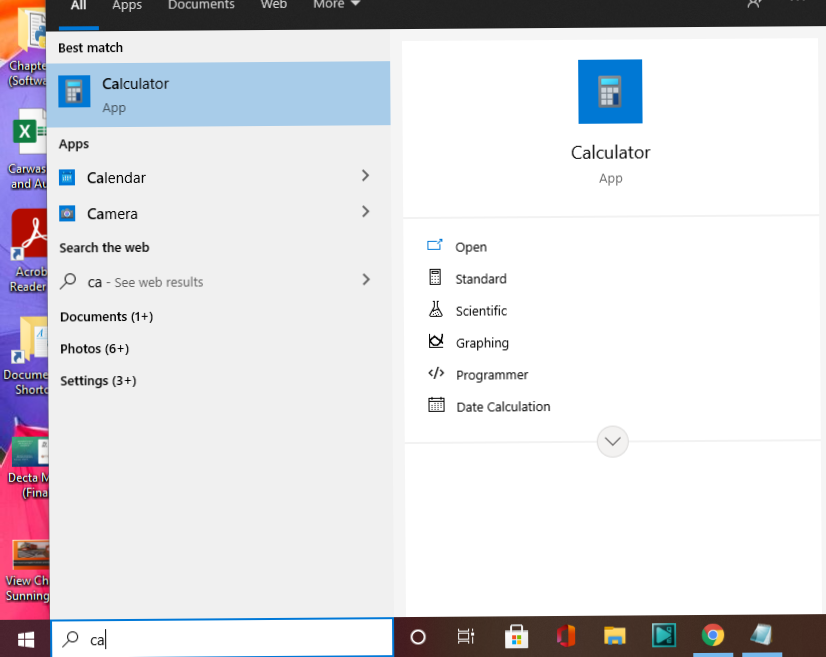 All Apps Documents Web More
Best match
Calculator
App
Apps
Calendar
Camera
Search the web
ca - See web results
Documents (1+)
Photos (6+)
Settings (3+)
Calculator
App
Open
Standard
Scientific
Graphing
Programmer
Date Calculation
Chapte
(Softwa
Carwas
and Au
Acrob
Reader
Docume
Shortc
Decta M
(Fina
View Ch
Sunning
ca